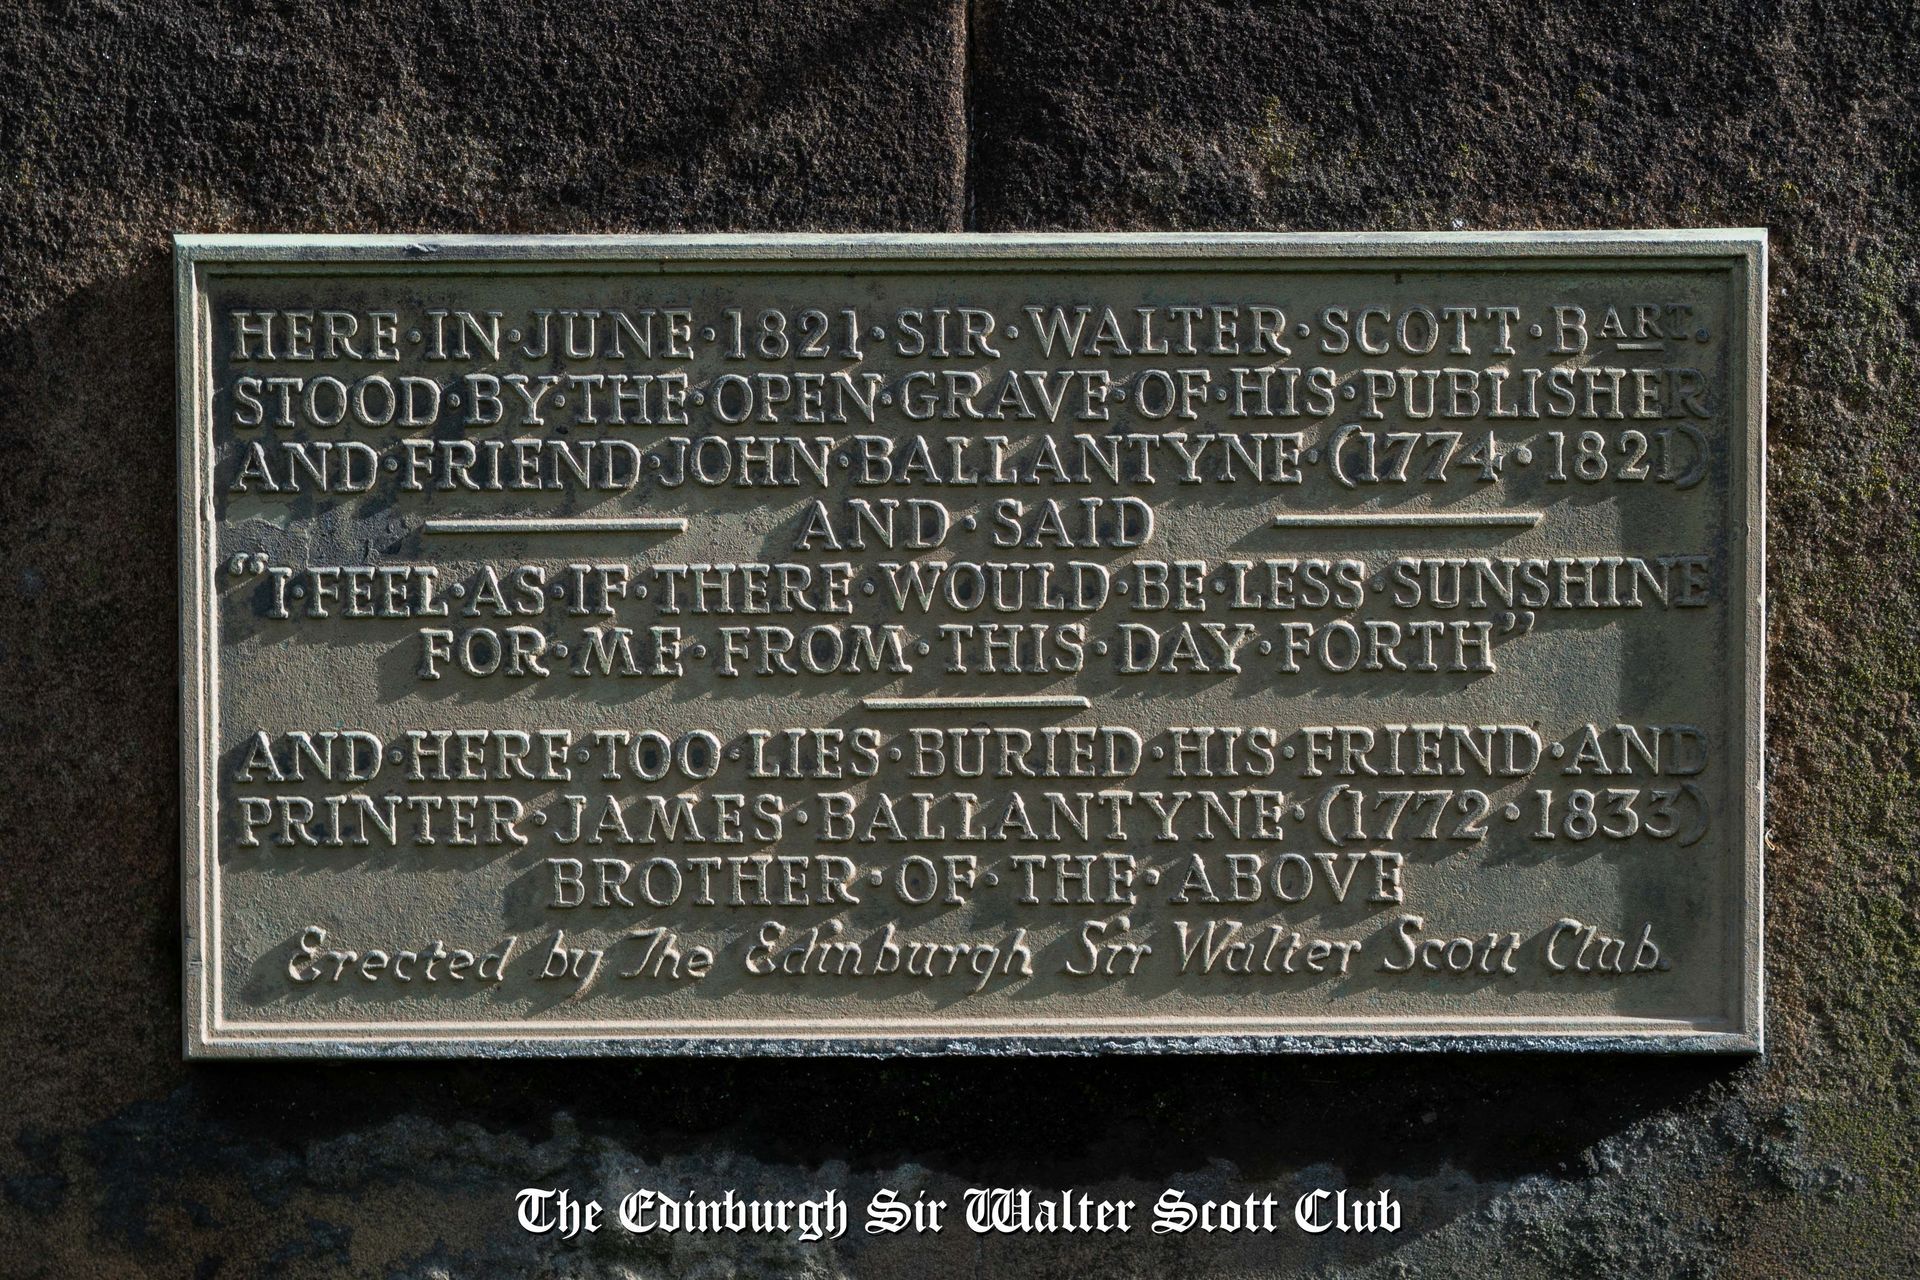 HERE·IN·JUNE·1821·SIR·WALTER·SCOTT·BART.
STOOD·BY·THE·OPEN·GRAVE·OF·HIS·PUBLISHER
AND·FRIEND·JOHN·BALLANTYNE·(1774·1821)
AND·SAID
“I·FEEL·AS·IF·THERE·WOULD·BE·LESS·SUNSHINE
FOR·ME·FROM·THIS·DAY·FORTH”
AND·HERE·TOO·LIES·BURIED·HIS·FRIEND·AND
PRINTER·JAMES·BALLANTYNE·(1772·1833)
BROTHER·OF·THE·ABOVE
Erected by The Edinburgh Sir Walter Scott Club.
The Edinburgh Sir Walter Scott Club